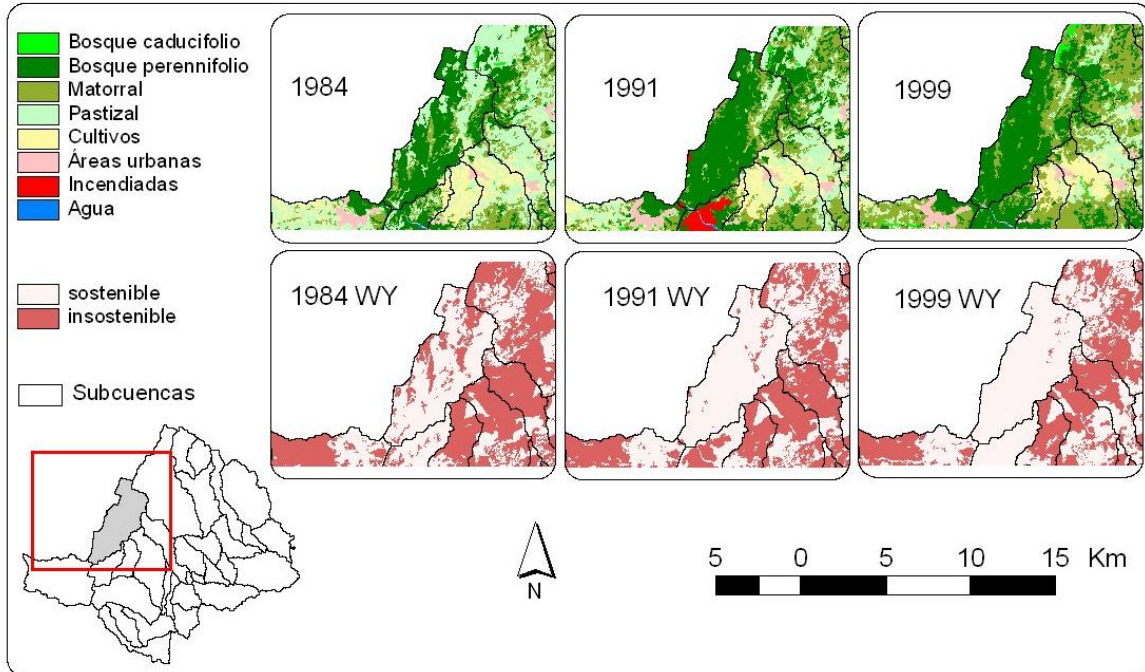 Bosque caducifolio
Bosque perennifolio
Matorral
Pastizal
Cultivos
Áreas urbanas
Incendiadas
Agua
1984
1991
1999
sostenible
insostenible
1984 WY
1991 WY
1999 WY
Subcuencas
N
5 0 5 10 15 Km